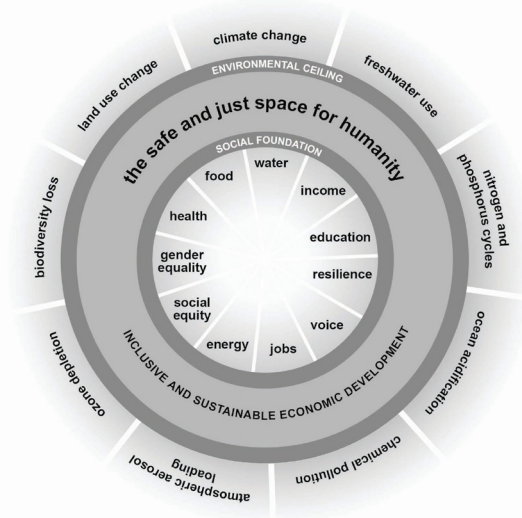 climate change
freshwater use
nitrogen and
phosphorus cycles
ocean acidification
chemical pollution
atmospheric aerosol
loading
ozone depletion
biodiversity loss
land use change
ENVIRONMENTAL CEILING
the safe and just space for humanity
SOCIAL FOUNDATION
water
income
education
resilience
voice
jobs
energy
social
equity
gender
equality
health
food
INCLUSIVE AND SUSTAINABLE ECONOMIC DEVELOPMENT